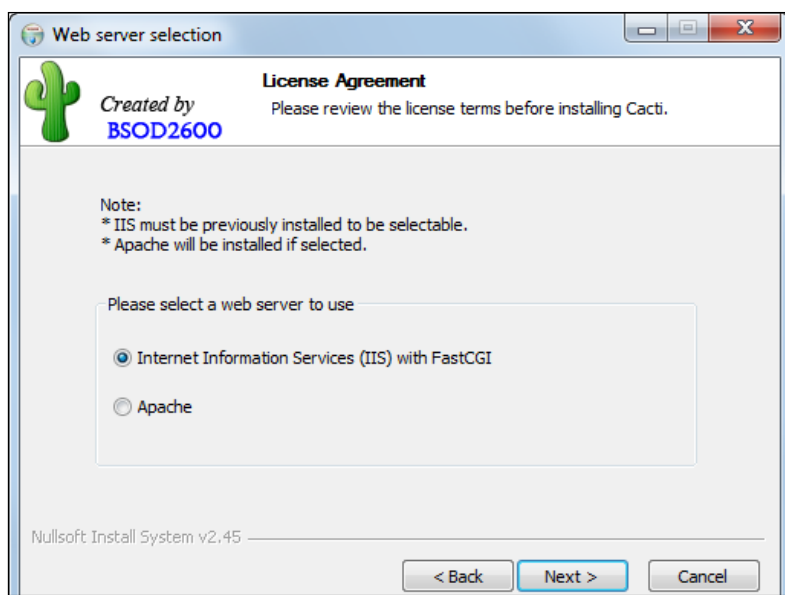 Web server selection
License Agreement
Please review the license terms before installing Cacti.
Created by
BSOD2600
Note:
* IIS must be previously installed to be selectable.
* Apache will be installed if selected.
Please select a web server to use
Internet Information Services (IIS) with FastCGI
Apache
Nullsoft Install System v2.45
< Back Next > Cancel